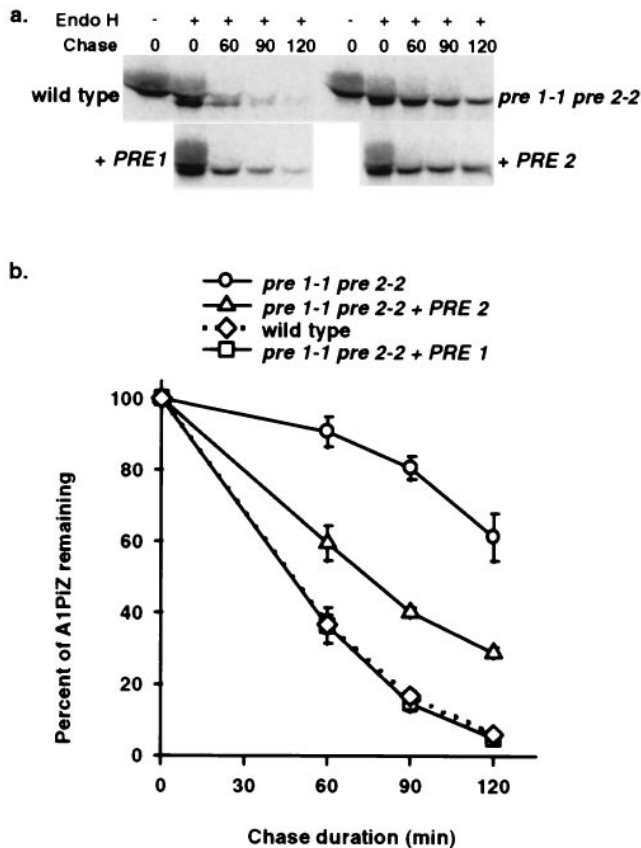 a.
Endo H - + + + + - + + + +
Chase 0 0 60 90 120 0 0 60 90 120
wild type pre 1-1 pre 2-2
+ PRE1 + PRE 2
b.
pre 1-1 pre 2-2
pre 1-1 pre 2-2 + PRE 2
wild type
pre 1-1 pre 2-2 + PRE 1
100
80
60
40
20
0
Percent of A1PiZ remaining
0 60 90 120
Chase duration (min)